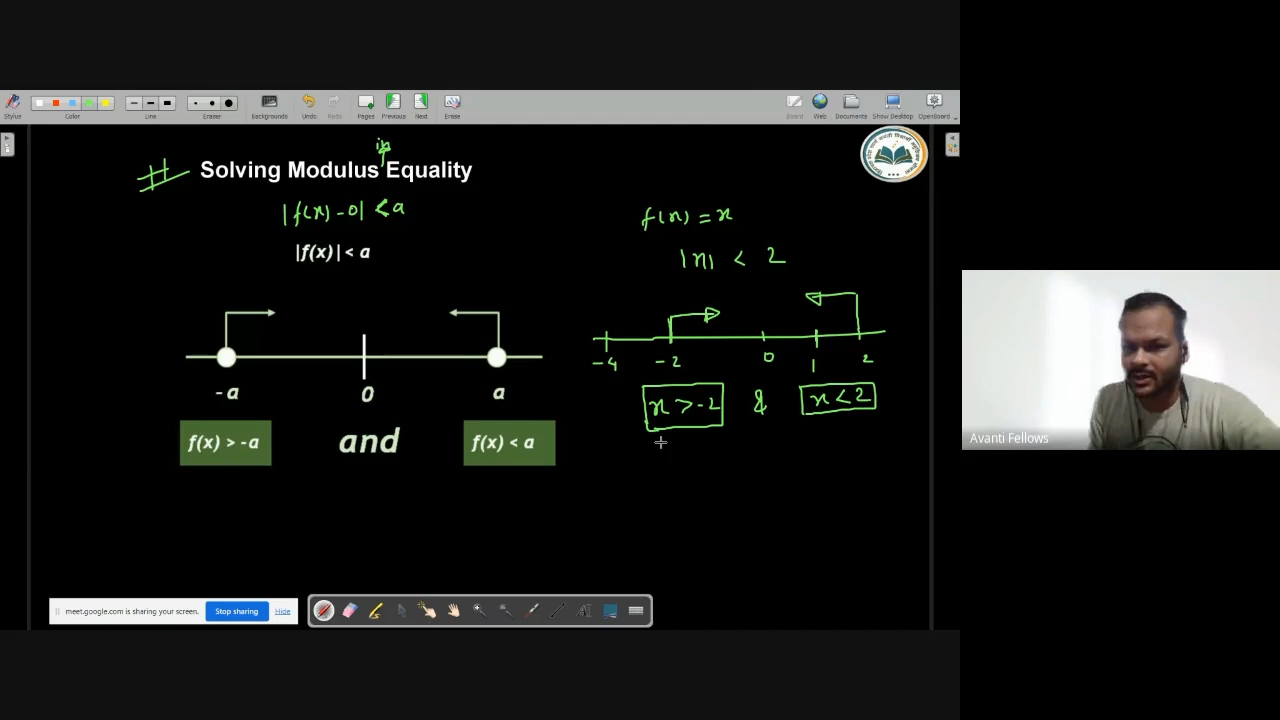 Stylus
Color
Line
Eraser
Backgrounds
Undo
Redo
Pages
Previous
Next
Erase
Board
Web
Documents
Show Desktop
OpenBoard
in
# Solving Modulus Equality
|f(x) - 0| < a
|f(x)| < a
-a 0 a
f(x) > -a and f(x) < a
f(x) = x
|x| < 2
-4 -2 0 1 2
x > -2 & x < 2
Avanti Fellows
meet.google.com is sharing your screen. Stop sharing Hide